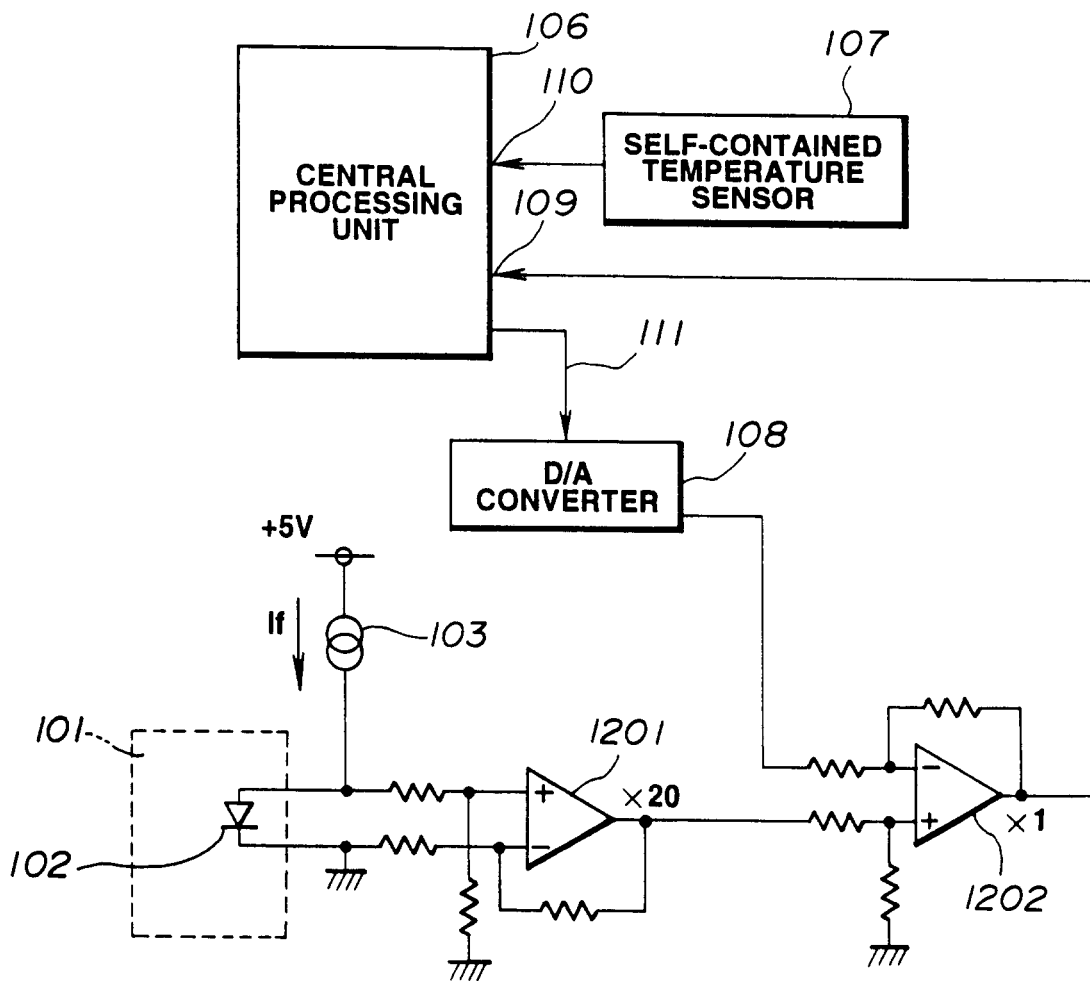 106
107
110
SELF-CONTAINED
TEMPERATURE
SENSOR
CENTRAL
PROCESSING
UNIT
109
111
108
D/A
CONVERTER
+5V
If
103
101
1201
+
×20
−
102
−
+
×1
1202